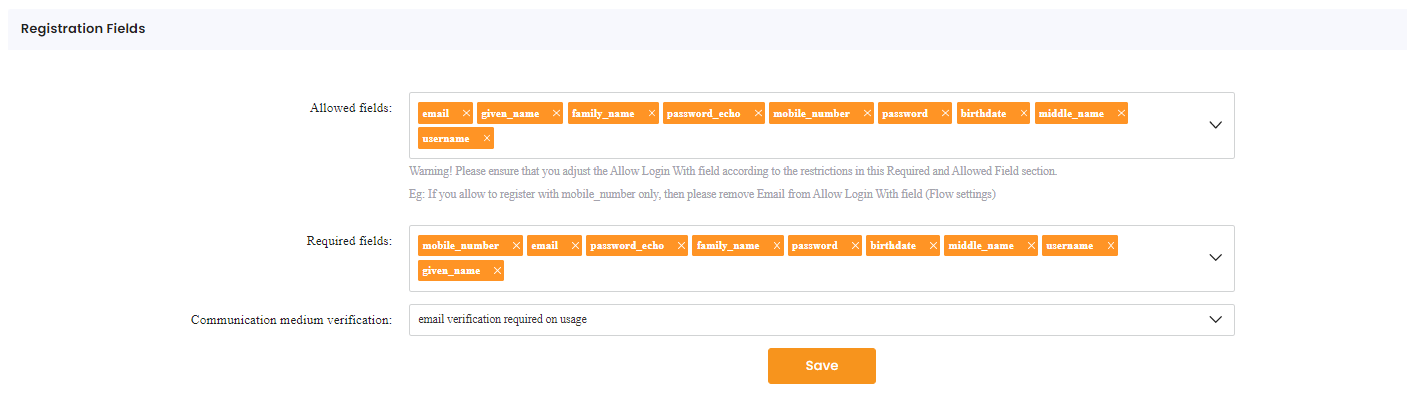 Registration Fields
Allowed fields:
email × given_name × family_name × password_echo × mobile_number × password × birthdate × middle_name ×
username ×
Warning! Please ensure that you adjust the Allow Login With field according to the restrictions in this Required and Allowed Field section.
Eg: If you allow to register with mobile_number only, then please remove Email from Allow Login With field (Flow settings)
Required fields:
mobile_number × email × password_echo × family_name × password × birthdate × middle_name × username ×
given_name ×
Communication medium verification:
email verification required on usage
Save